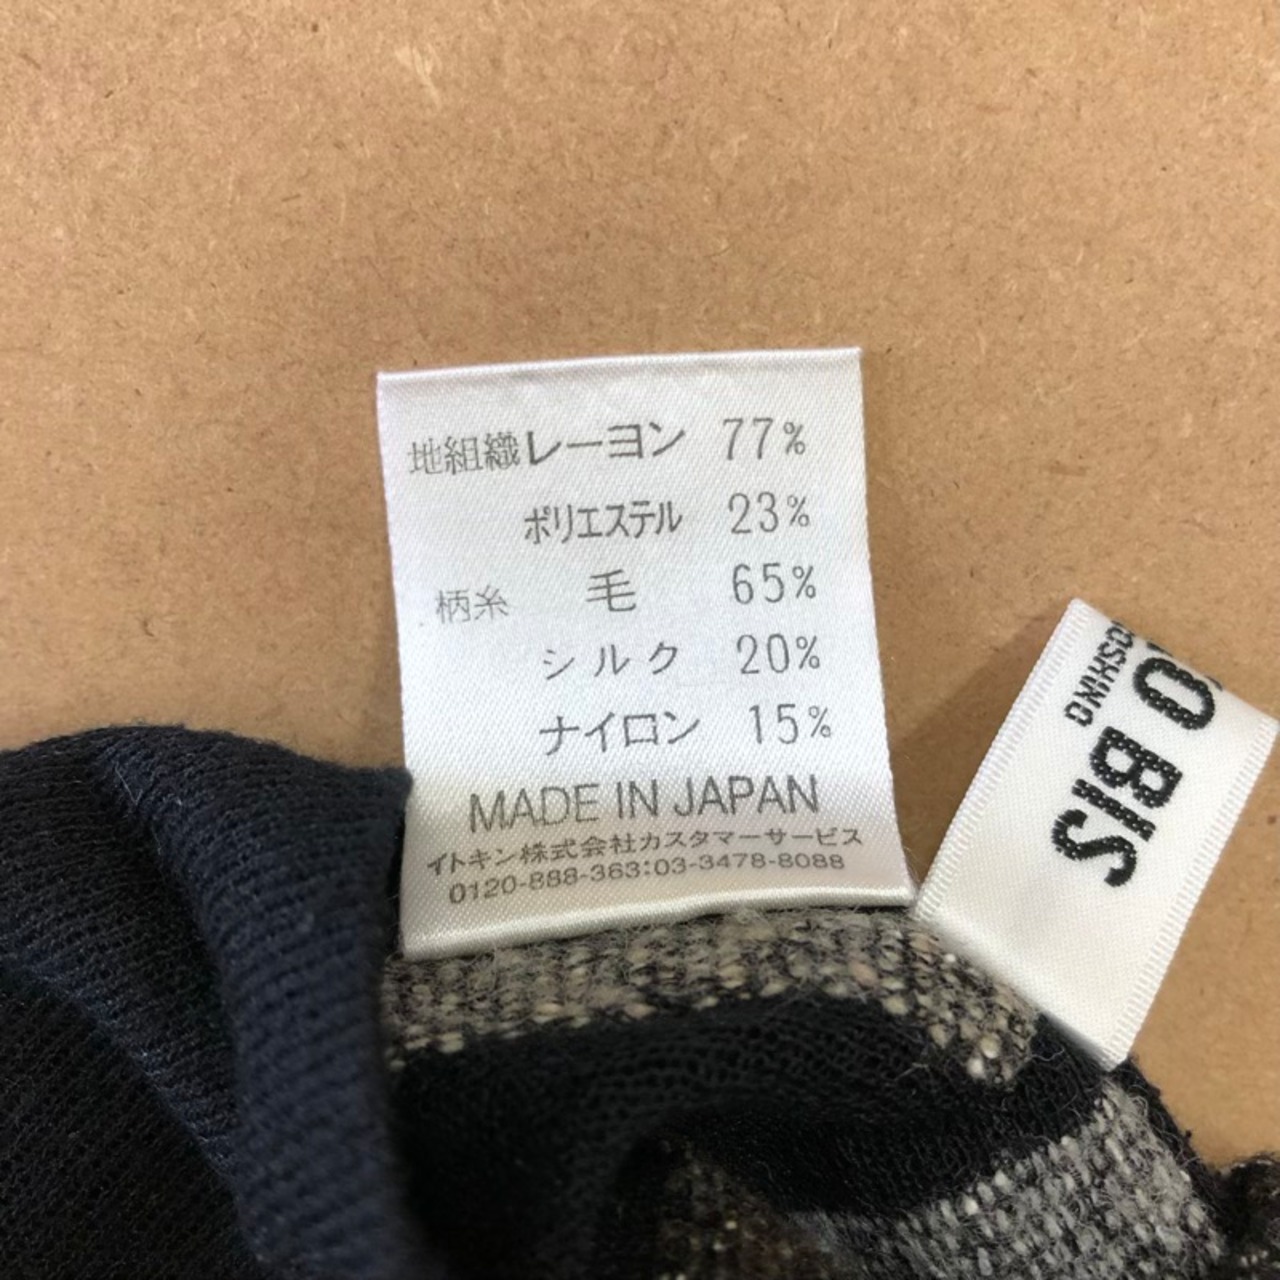 地組織レーヨン 77%
ポリエステル 23%
柄糸 毛 65%
シルク 20%
ナイロン 15%
MADE IN JAPAN
イトキン株式会社カスタマーサービス
0120-888-363:03-3478-8088
O BIS